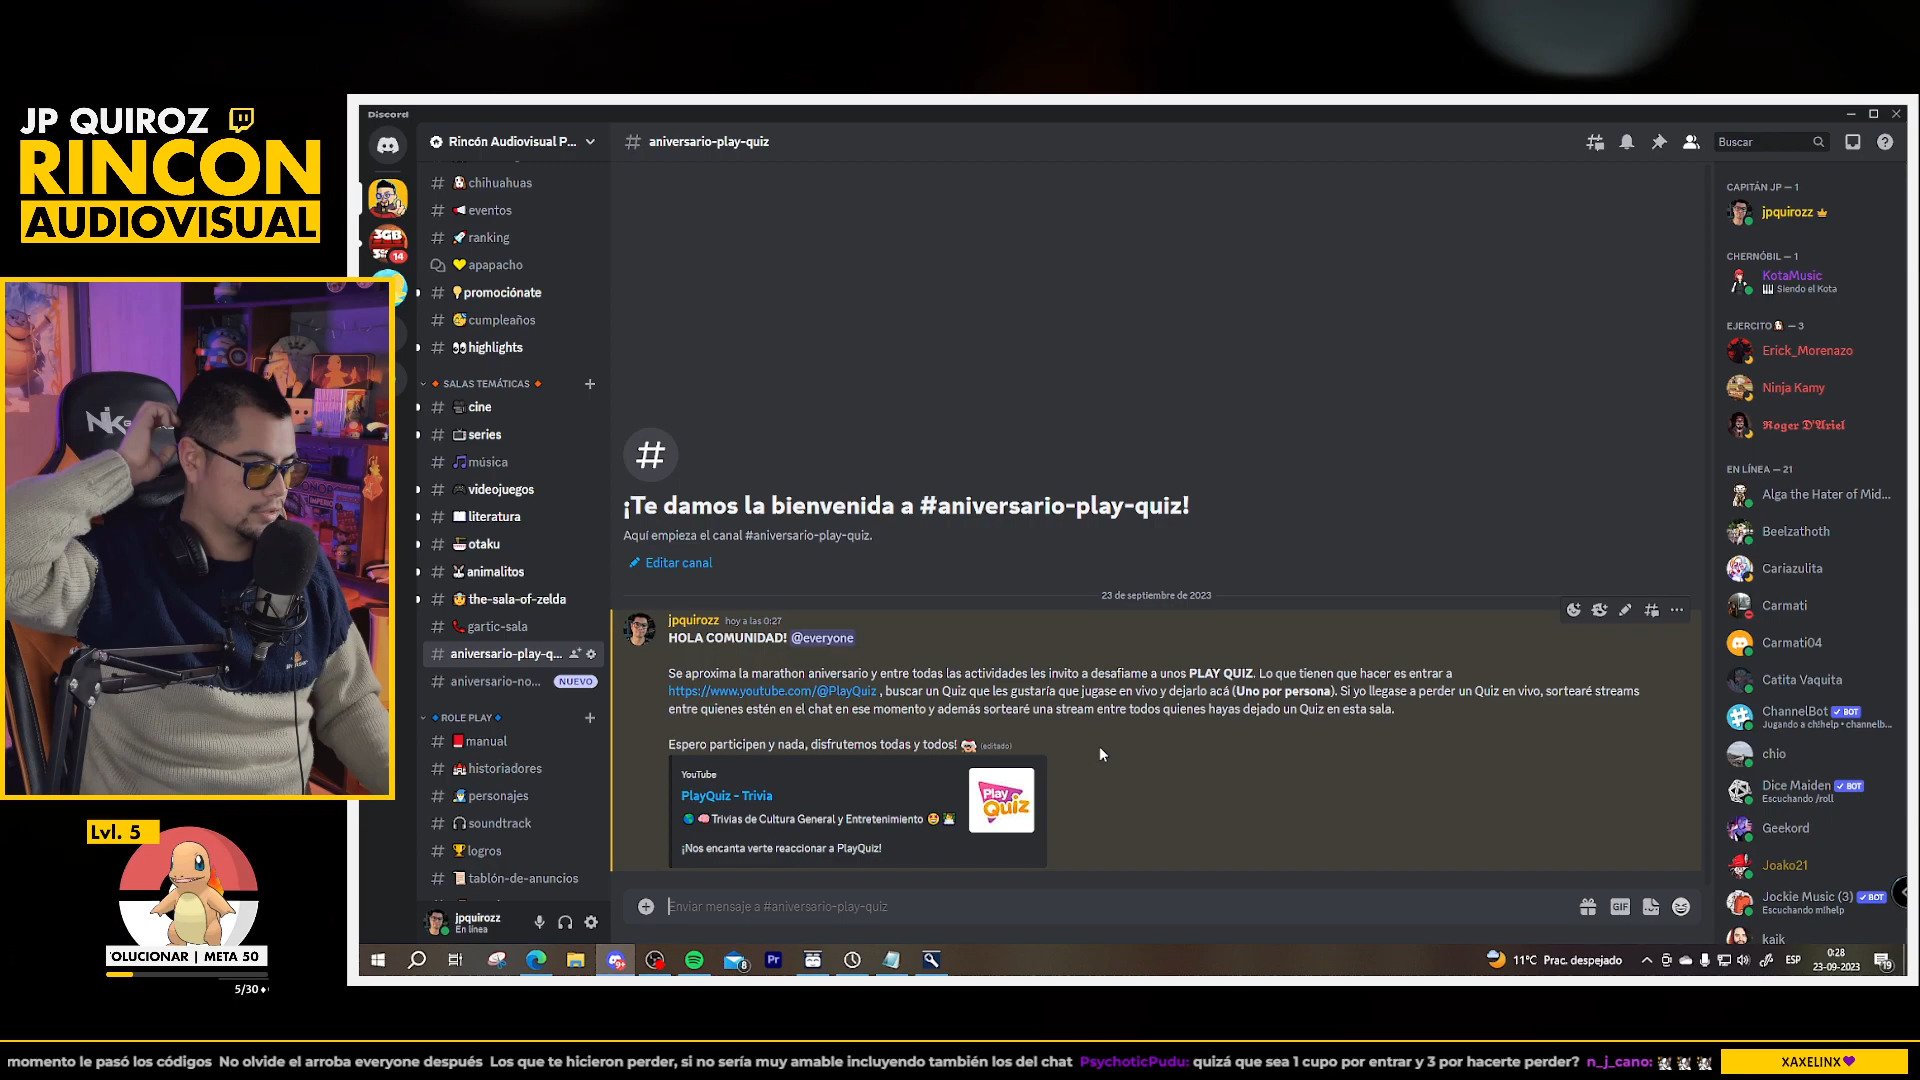 JP QUIROZ
RINCON
AUDIOVISUAL
Lvl. 5
OLUCIONAR | META 50
5/30
Discord
Rincón Audiovisual P...
chihuahuas
eventos
ranking
apapacho
promociónate
cumpleaños
highlights
SALAS TEMÁTICAS
cine
series
música
videojuegos
literatura
otaku
animalitos
the-sala-of-zelda
gartic-sala
aniversario-play-q...
aniversario-no... NUEVO
ROLE PLAY
manual
historiadores
personajes
soundtrack
logros
tablón-de-anuncios
jpquirozz
En línea
3GB
14
# aniversario-play-quiz
Buscar
¡Te damos la bienvenida a #aniversario-play-quiz!
Aquí empieza el canal #aniversario-play-quiz.
Editar canal
23 de septiembre de 2023
jpquirozz hoy a las 0:27
HOLA COMUNIDAD! @everyone
Se aproxima la marathon aniversario y entre todas las actividades les invito a desafiame a unos PLAY QUIZ. Lo que tienen que hacer es entrar a
https://www.youtube.com/@PlayQuiz , buscar un Quiz que les gustaría que jugase en vivo y dejarlo acá (Uno por persona). Si yo llegase a perder un Quiz en vivo, sortearé streams
entre quienes estén en el chat en ese momento y además sortearé una stream entre todos quienes hayas dejado un Quiz en esta sala.
Espero participen y nada, disfrutemos todas y todos! (editado)
YouTube
PlayQuiz - Trivia
Trivias de Cultura General y Entretenimiento
¡Nos encanta verte reaccionar a PlayQuiz!
Play Quiz
Enviar mensaje a #aniversario-play-quiz
GIF
CAPITÁN JP — 1
jpquirozz
CHERNÓBIL — 1
KotaMusic
Siendo el Kota
EJERCITO — 3
Erick_Morenazo
Ninja Kamy
Roger D'Ariel
EN LÍNEA — 21
Alga the Hater of Mid...
Beelzathoth
Cariazulita
Carmati
Carmati04
Catita Vaquita
ChannelBot BOT
Jugando a chthelp • channelb...
chio
Dice Maiden BOT
Escuchando /roll
Geekord
Joako21
Jockie Music (3) BOT
Escuchando m!help
kaik
Pr
8
11°C Prac. despejado
ESP
0:28
23-09-2023
19
momento le pasó los códigos No olvide el arroba everyone después Los que te hicieron perder, si no sería muy amable incluyendo también los del chat PsychoticPudu: quizá que sea 1 cupo por entrar y 3 por hacerte perder? n_j_cano:
XAXELINX